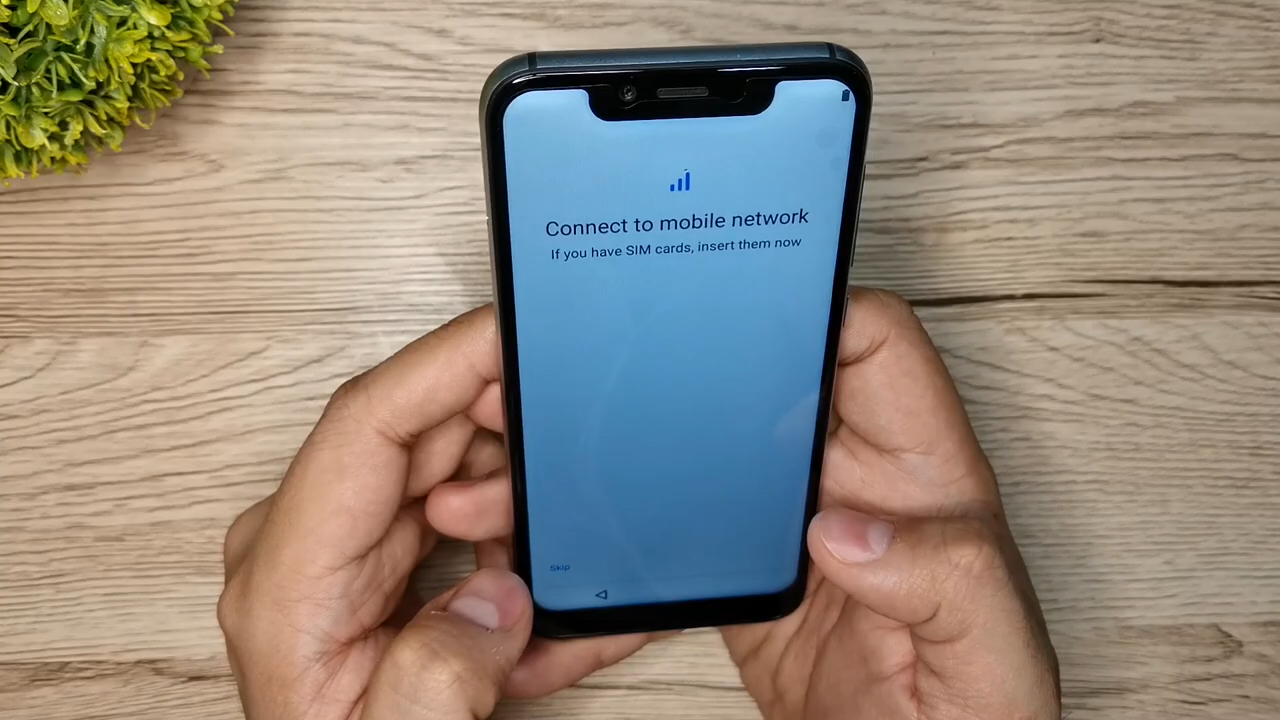 Connect to mobile network
If you have SIM cards, insert them now
Skip